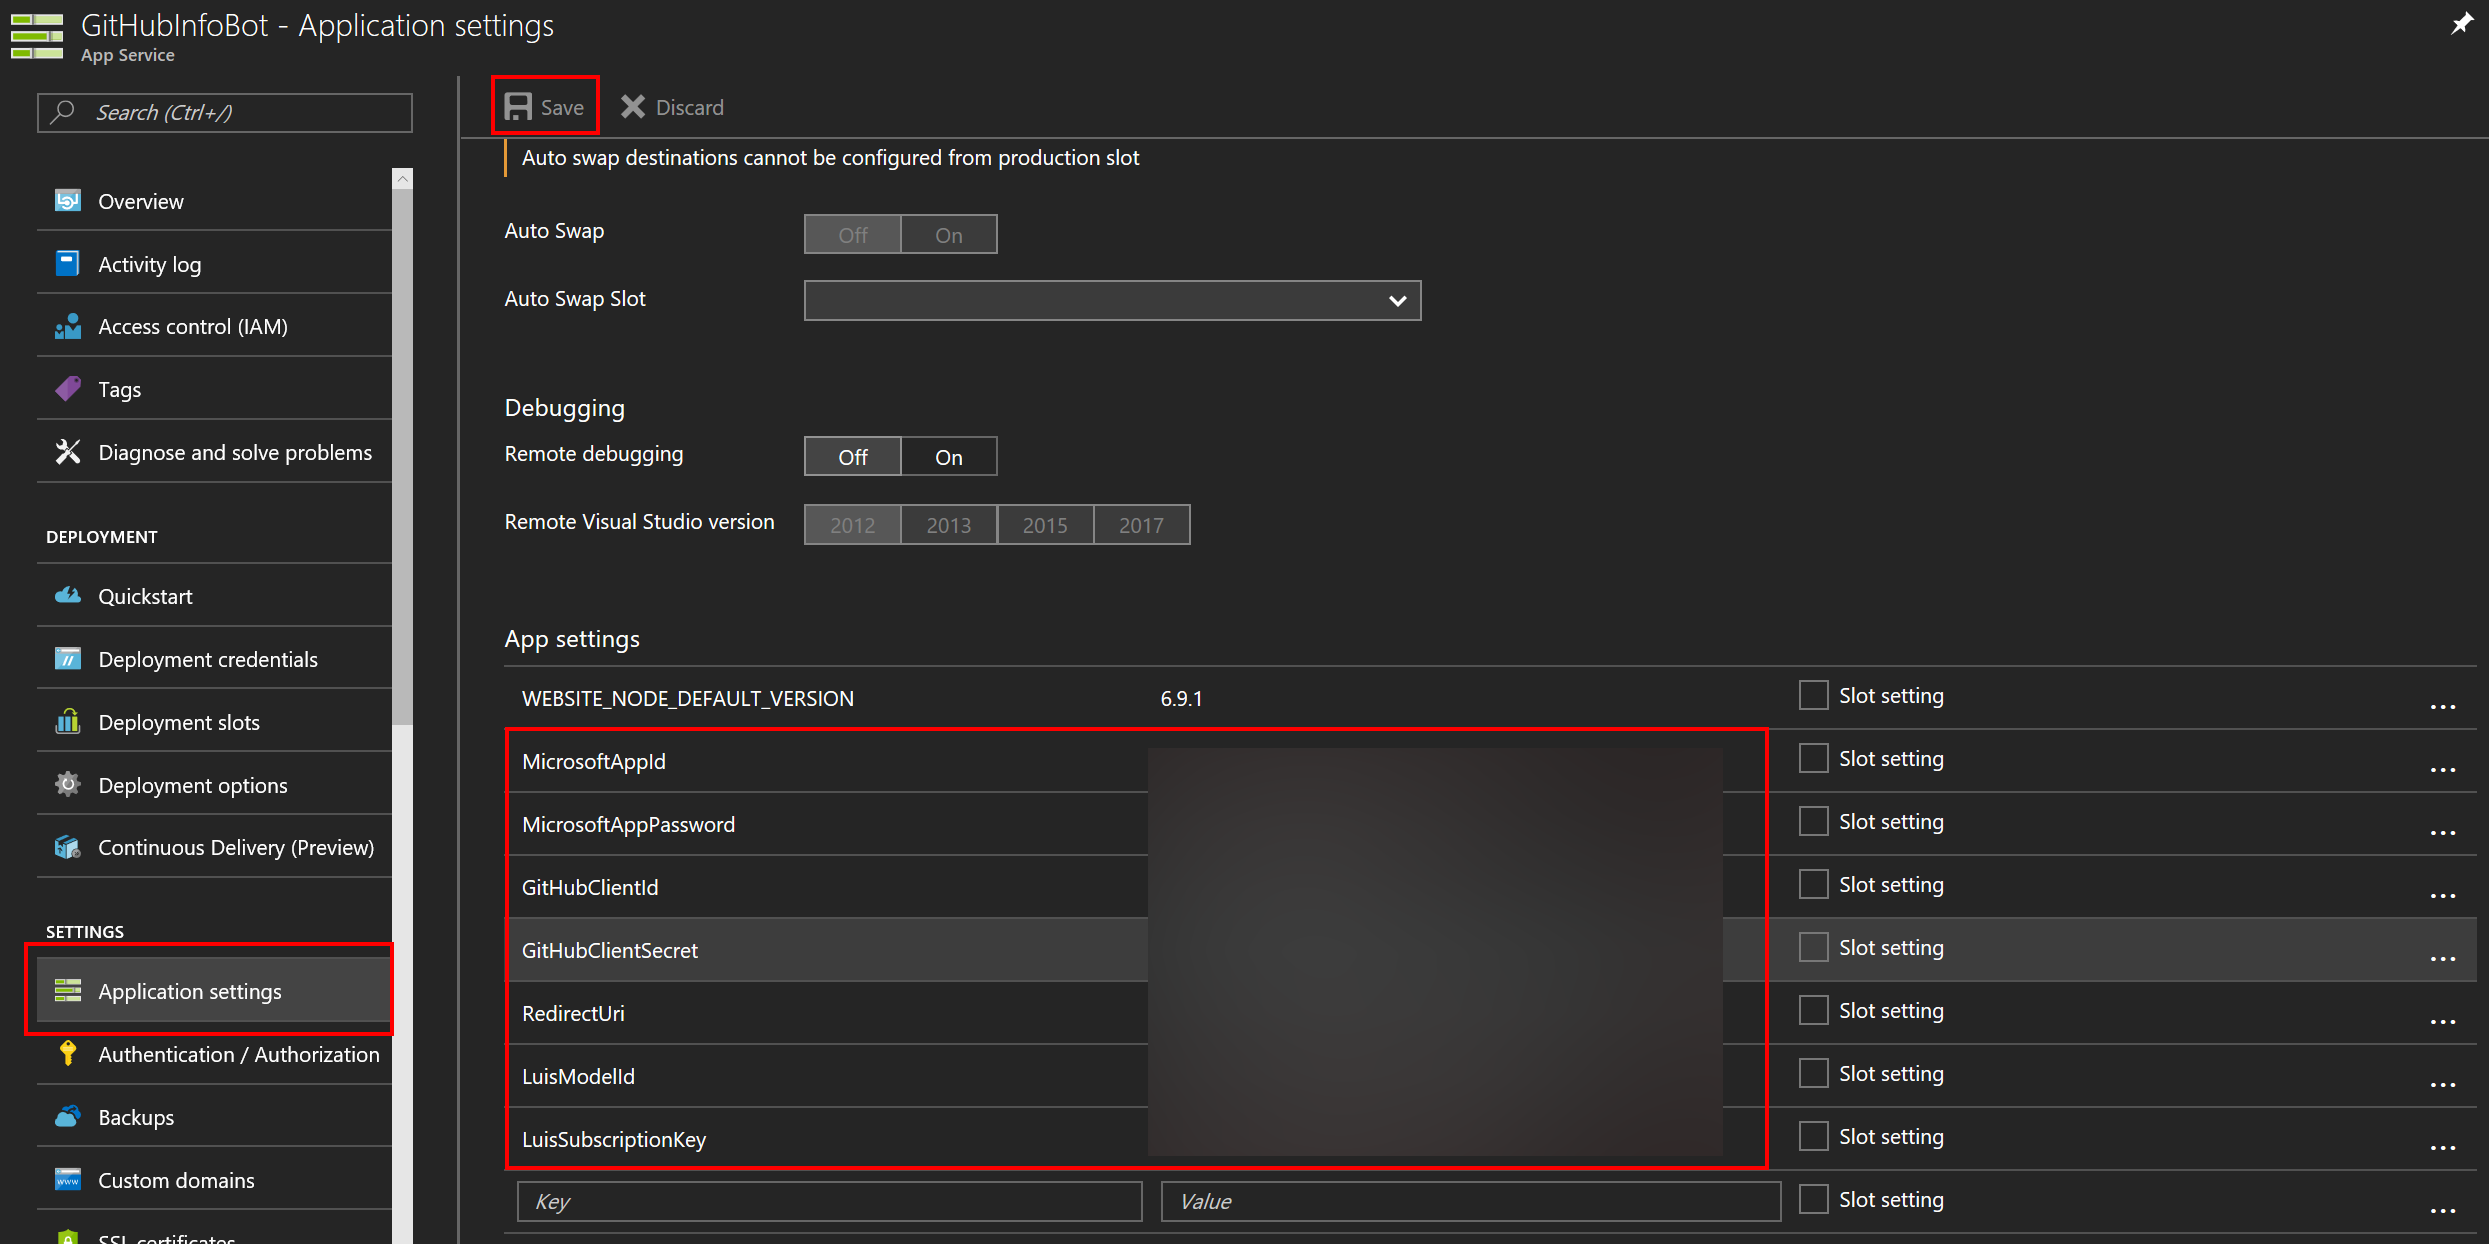 GitHubInfoBot - Application settings
App Service
Search (Ctrl+/)
Overview
Activity log
Access control (IAM)
Tags
Diagnose and solve problems
DEPLOYMENT
Quickstart
Deployment credentials
Deployment slots
Deployment options
Continuous Delivery (Preview)
SETTINGS
Application settings
Authentication / Authorization
Backups
Custom domains
SSL certificates
Save Discard
Auto swap destinations cannot be configured from production slot
Auto Swap Off On
Auto Swap Slot
Debugging
Remote debugging Off On
Remote Visual Studio version 2012 2013 2015 2017
App settings
WEBSITE_NODE_DEFAULT_VERSION 6.9.1 Slot setting ...
MicrosoftAppId Slot setting ...
MicrosoftAppPassword Slot setting ...
GitHubClientId Slot setting ...
GitHubClientSecret Slot setting ...
RedirectUri Slot setting ...
LuisModelId Slot setting ...
LuisSubscriptionKey Slot setting ...
Key Value Slot setting ...